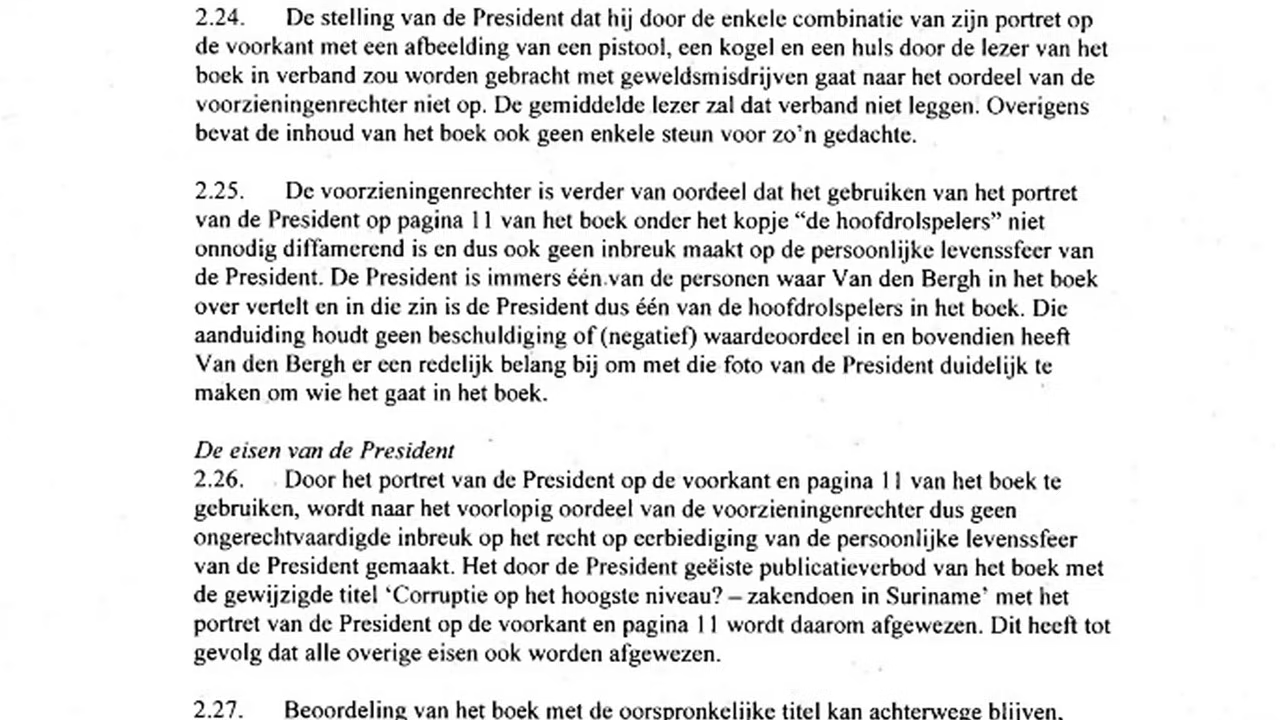 2.24. De stelling van de President dat hij door de enkele combinatie van zijn portret op
de voorkant met een afbeelding van een pistool, een kogel en een huls door de lezer van het
boek in verband zou worden gebracht met geweldsmisdrijven gaat naar het oordeel van de
voorzieningenrechter niet op. De gemiddelde lezer zal dat verband niet leggen. Overigens
bevat de inhoud van het boek ook geen enkele steun voor zo'n gedachte.
2.25. De voorzieningenrechter is verder van oordeel dat het gebruiken van het portret
van de President op pagina 11 van het boek onder het kopje “de hoofdrolspelers” niet
onnodig diffamerend is en dus ook geen inbreuk maakt op de persoonlijke levenssfeer van
de President. De President is immers één van de personen waar Van den Bergh in het boek
over vertelt en in die zin is de President dus één van de hoofdrolspelers in het boek. Die
aanduiding houdt geen beschuldiging of (negatief) waardeoordeel in en bovendien heeft
Van den Bergh er een redelijk belang bij om met die foto van de President duidelijk te
maken om wie het gaat in het boek.
De eisen van de President
2.26. Door het portret van de President op de voorkant en pagina 11 van het boek te
gebruiken, wordt naar het voorlopig oordeel van de voorzieningenrechter dus geen
ongerechtvaardigde inbreuk op het recht op eerbiediging van de persoonlijke levenssfeer
van de President gemaakt. Het door de President geëiste publicatieverbod van het boek met
de gewijzigde titel ‘Corruptie op het hoogste niveau? – zakendoen in Suriname’ met het
portret van de President op de voorkant en pagina 11 wordt daarom afgewezen. Dit heeft tot
gevolg dat alle overige eisen ook worden afgewezen.
2.27. Beoordeling van het boek met de oorspronkelijke titel kan achterwege blijven,